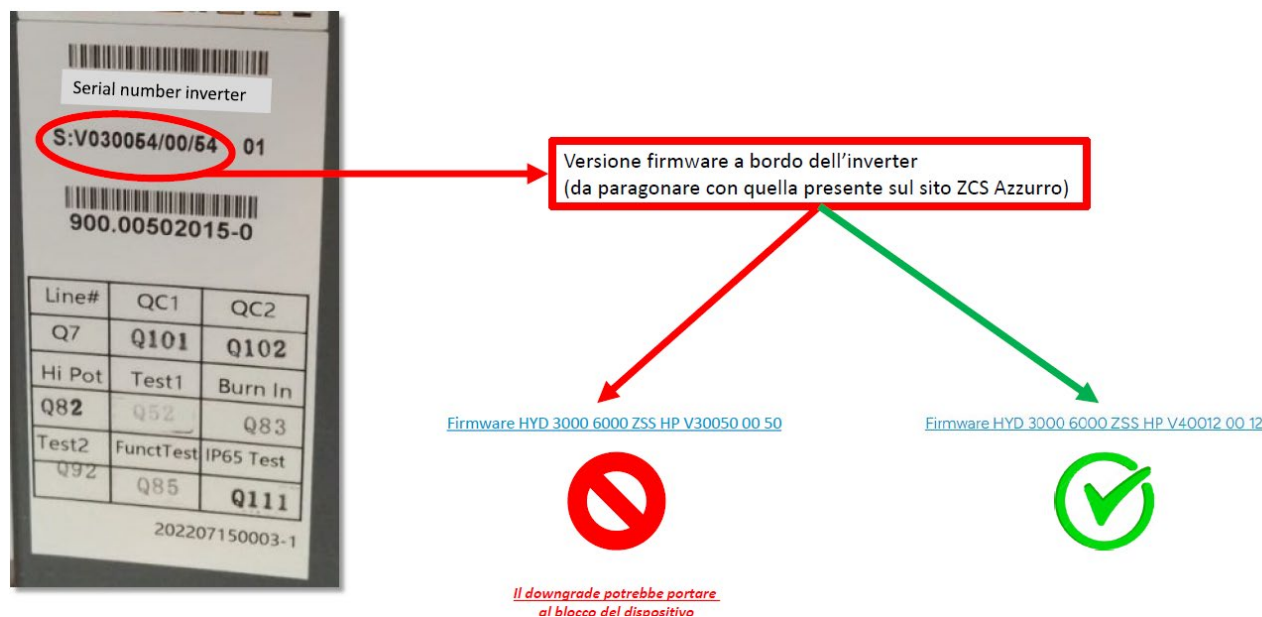 Serial number inverter
S:V030054/00/54 01
900.00502015-0
Line# QC1 QC2
Q7 Q101 Q102
Hi Pot Test1 Burn In
Q82 Q52 Q83
Test2 FunctTest IP65 Test
Q92 Q85 Q111
202207150003-1
Versione firmware a bordo dell'inverter
(da paragonare con quella presente sul sito ZCS Azzurro)
Firmware HYD 3000 6000 ZSS HP V30050 00 50
Firmware HYD 3000 6000 ZSS HP V40012 00 12
Il downgrade potrebbe portare
al blocco del dispositivo